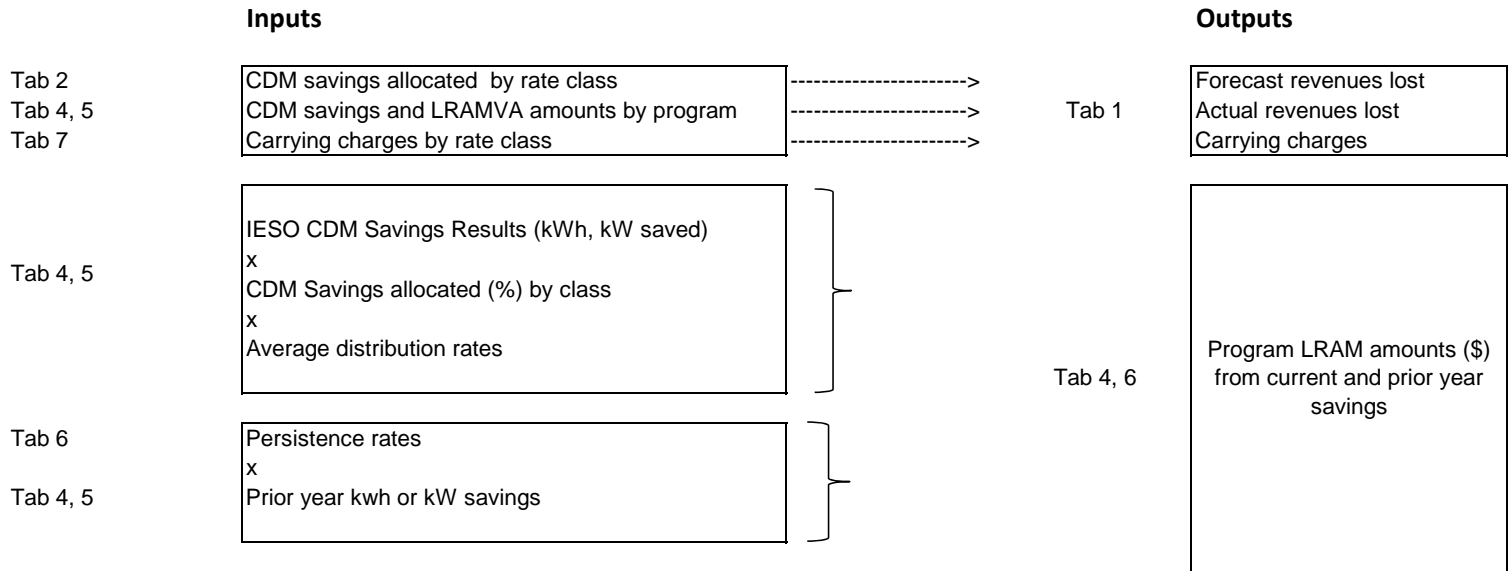 Inputs
Outputs
Tab 2
CDM savings allocated  by rate class
------------------------>
Forecast revenues lost
Tab 4, 5
CDM savings and LRAMVA amounts by program
------------------------>
Tab 1
Actual revenues lost
Tab 7
Carrying charges by rate class
------------------------>
Carrying charges
Tab 4, 5
IESO CDM Savings Results (kWh, kW saved)
x
CDM Savings allocated (%) by class
x
Average distribution rates
Tab 4, 6
Program LRAM amounts ($)
from current and prior year
savings
Tab 6
Persistence rates
x
Tab 4, 5
Prior year kwh or kW savings